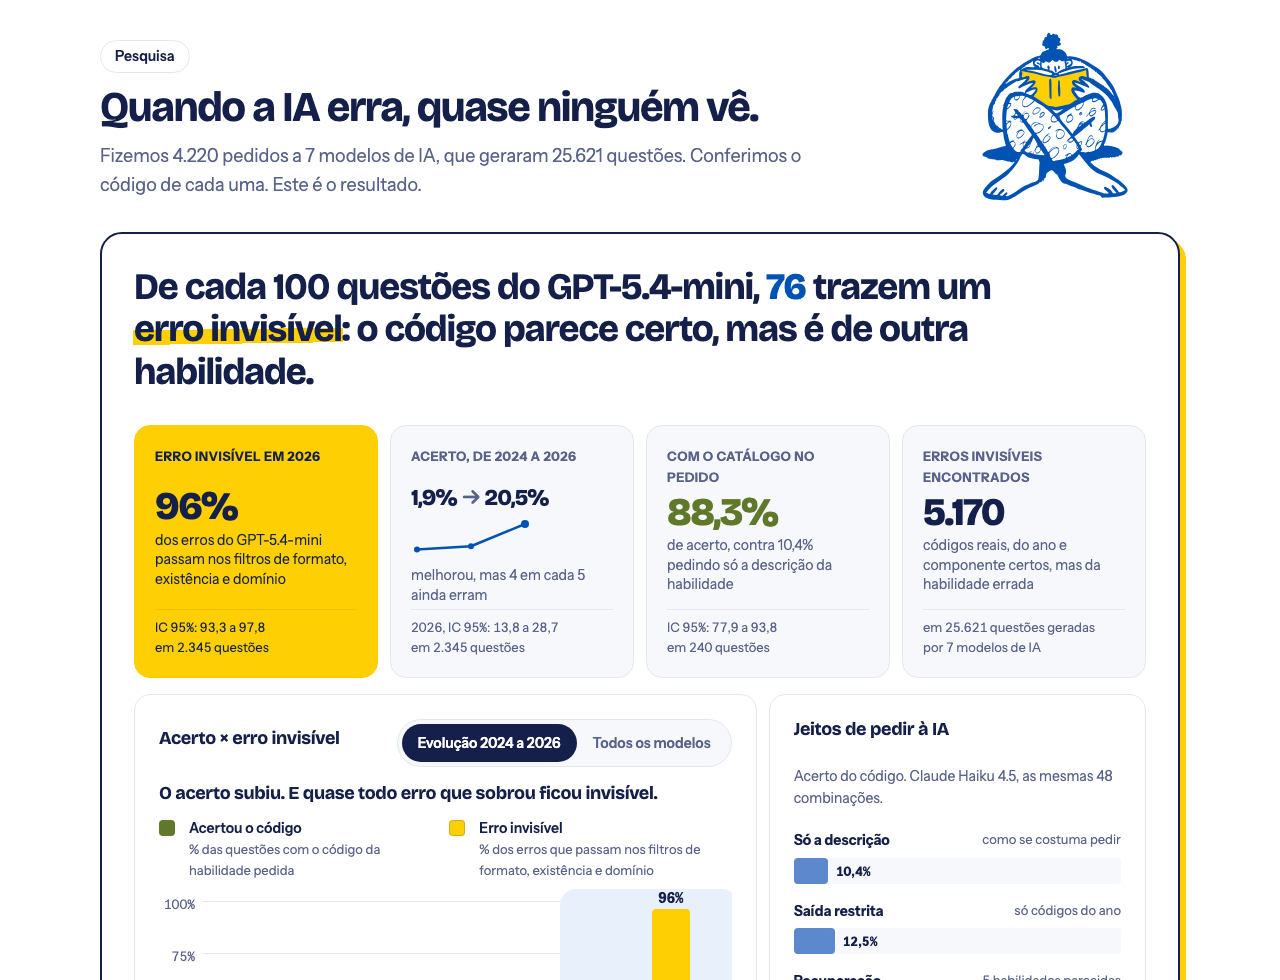 Pesquisa
Quando a IA erra, quase ninguém vê.
Fizemos 4.220 pedidos a 7 modelos de IA, que geraram 25.621 questões. Conferimos o
código de cada uma. Este é o resultado.
De cada 100 questões do GPT-5.4-mini, 76 trazem um
erro invisível: o código parece certo, mas é de outra
habilidade.
ERRO INVISÍVEL EM 2026
96%
dos erros do GPT-5.4-mini
passam nos filtros de formato,
existência e domínio
IC 95%: 93,3 a 97,8
em 2.345 questões
ACERTO, DE 2024 A 2026
1,9% → 20,5%
melhorou, mas 4 em cada 5
ainda erram
2026, IC 95%: 13,8 a 28,7
em 2.345 questões
COM O CATÁLOGO NO
PEDIDO
88,3%
de acerto, contra 10,4%
pedindo só a descrição da
habilidade
IC 95%: 77,9 a 93,8
em 240 questões
ERROS INVISÍVEIS
ENCONTRADOS
5.170
códigos reais, do ano e
componente certos, mas da
habilidade errada
em 25.621 questões geradas
por 7 modelos de IA
Acerto × erro invisível
Evolução 2024 a 2026
Todos os modelos
O acerto subiu. E quase todo erro que sobrou ficou invisível.
Acertou o código
% das questões com o código da
habilidade pedida
Erro invisível
% dos erros que passam nos filtros de
formato, existência e domínio
100%
96%
75%
Jeitos de pedir à IA
Acerto do código. Claude Haiku 4.5, as mesmas 48
combinações.
Só a descrição como se costuma pedir
10,4%
Saída restrita só códigos do ano
12,5%
Recuperação 5 habilidades parecidas